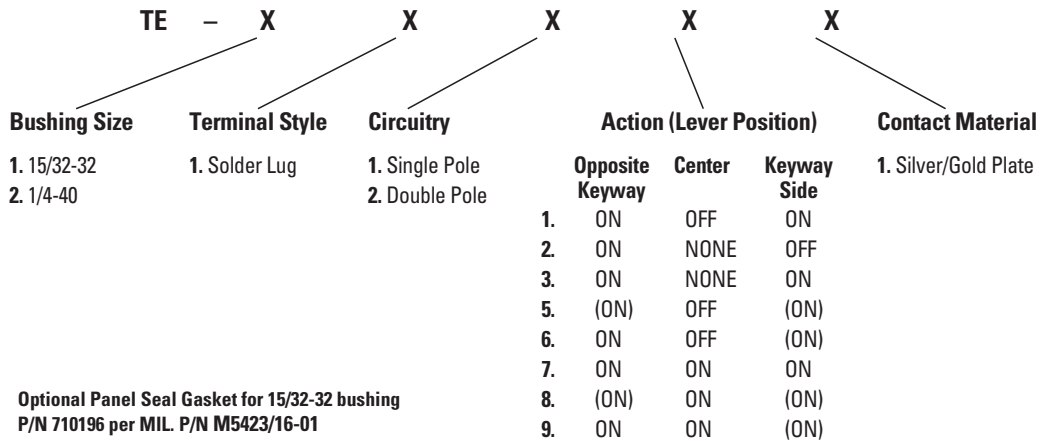 TE – X X X X X
Bushing Size Terminal Style Circuitry Action (Lever Position) Contact Material
1. 15/32-32 1. Solder Lug 1. Single Pole Opposite Keyway Center Keyway Side 1. Silver/Gold Plate
2. 1/4-40 2. Double Pole
1. ON OFF ON
2. ON NONE OFF
3. ON NONE ON
5. (ON) OFF (ON)
6. ON OFF (ON)
7. ON ON ON
8. (ON) ON (ON)
9. ON ON (ON)
Optional Panel Seal Gasket for 15/32-32 bushing
P/N 710196 per MIL. P/N M5423/16-01